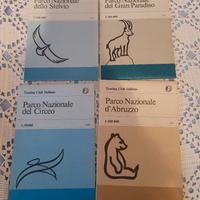 Parco Nazionale
dello Stelvio
Parco Nazionale
del Gran Paradiso
Touring Club Italiano
Parco Nazionale
del Circeo
Touring Club Italiano
Parco Nazionale
d'Abruzzo